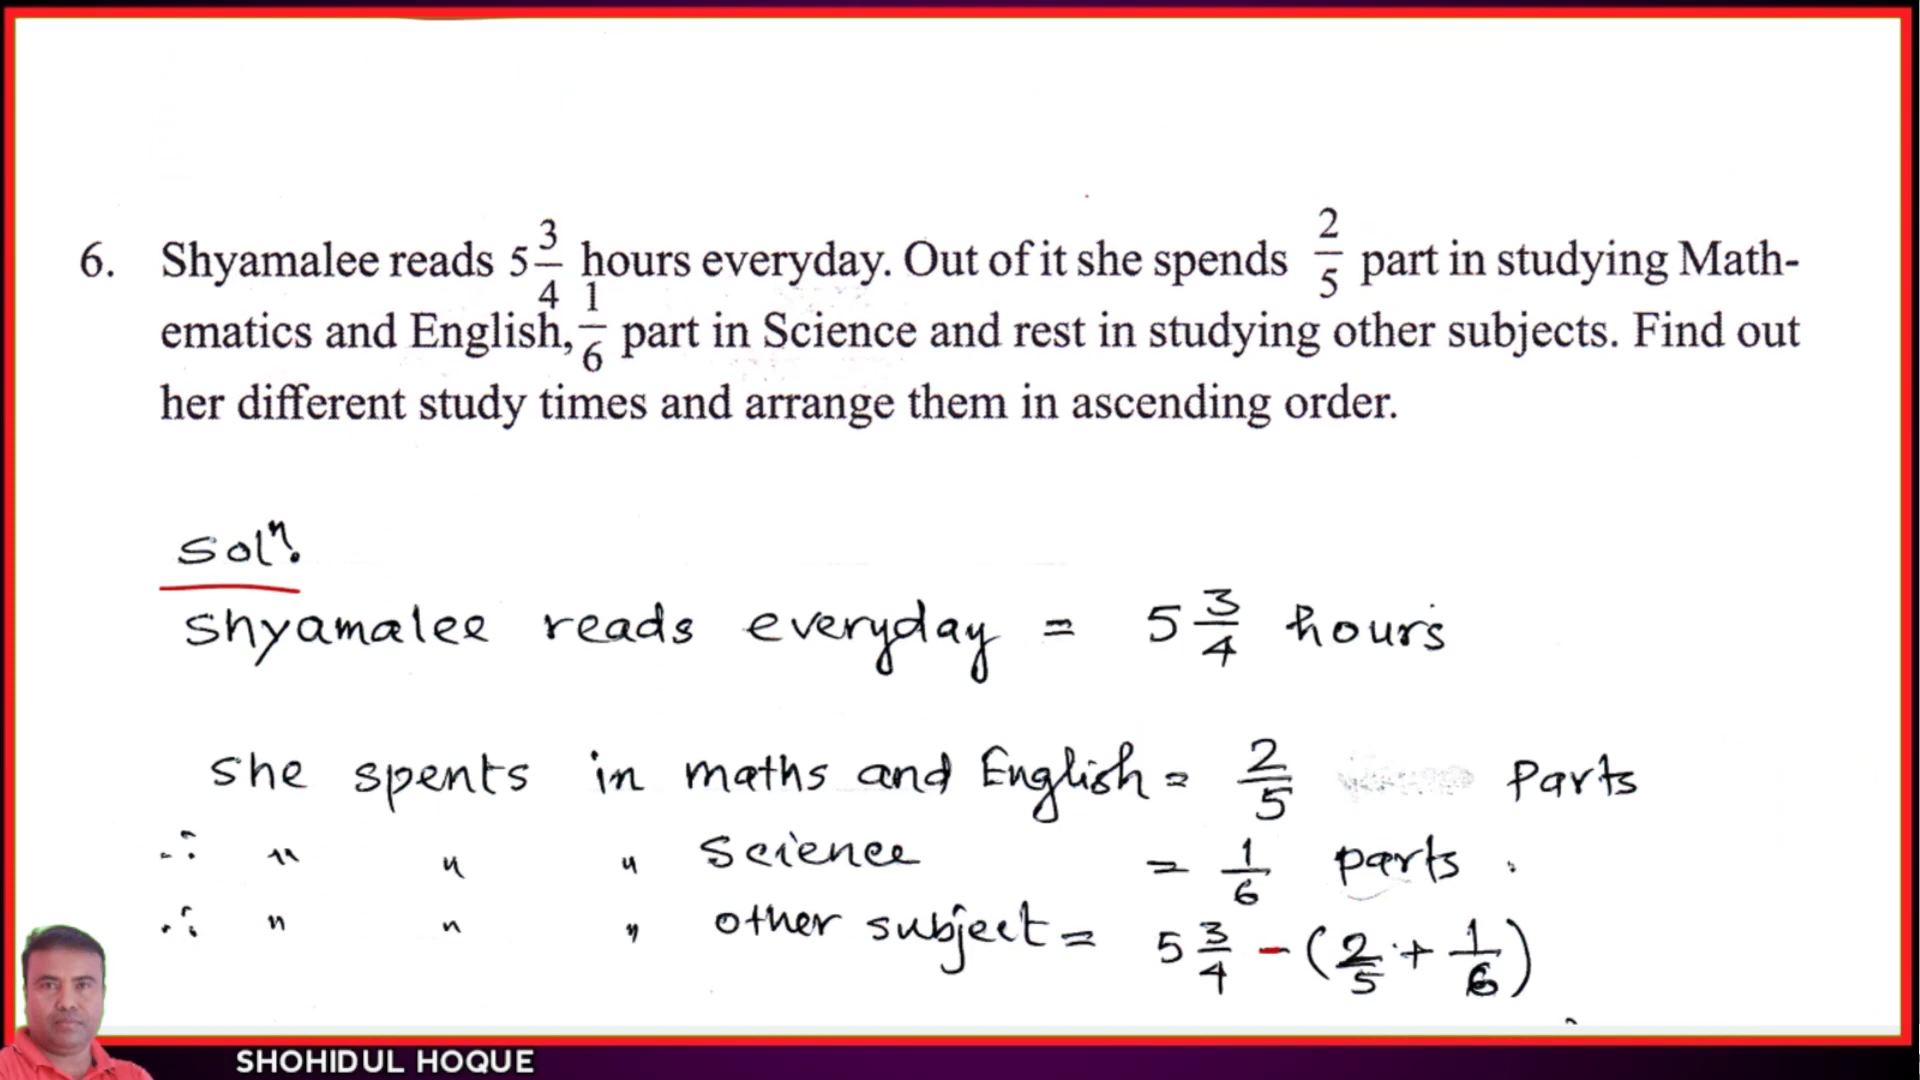 6. Shyamalee reads 5 3/4 hours everyday. Out of it she spends 2/5 part in studying Math-
ematics and English, 1/6 part in Science and rest in studying other subjects. Find out
her different study times and arrange them in ascending order.
Solⁿ.
Shyamalee reads everyday = 5 3/4 hours
She spents in maths and English = 2/5 Parts
∴ " " " Science = 1/6 parts.
∴ " " " other subject = 5 3/4 - (2/5 + 1/6)
SHOHIDUL HOQUE